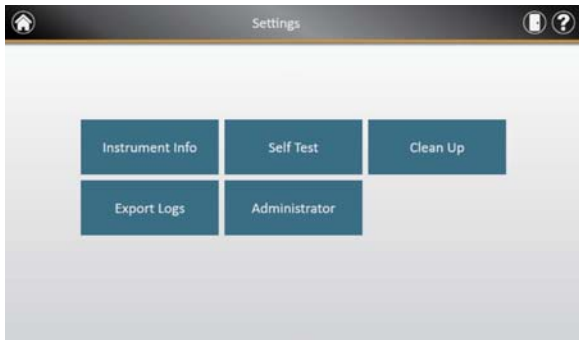 Settings
?
Instrument Info
Self Test
Clean Up
Export Logs
Administrator